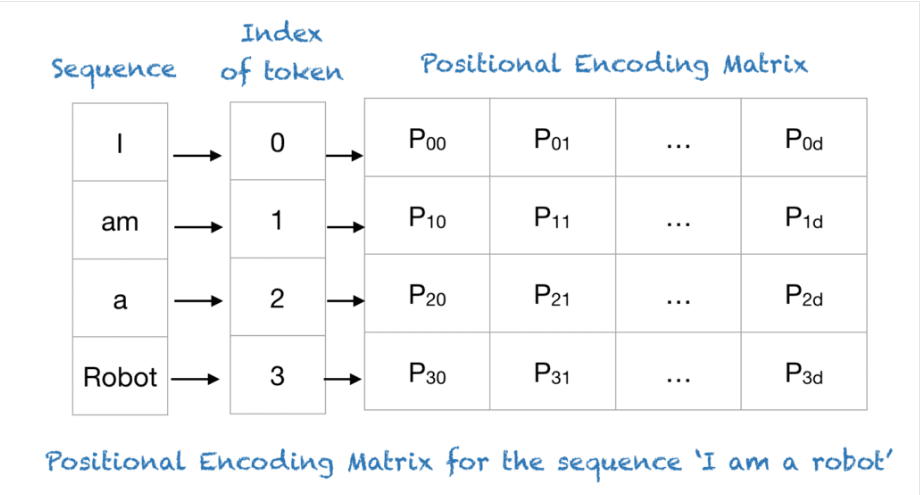 Index
Sequence of token Positional Encoding Matrix
I 0 P00 P01 ... P0d
am 1 P10 P11 ... P1d
a 2 P20 P21 ... P2d
Robot 3 P30 P31 ... P3d
Positional Encoding Matrix for the sequence ‘I am a robot’